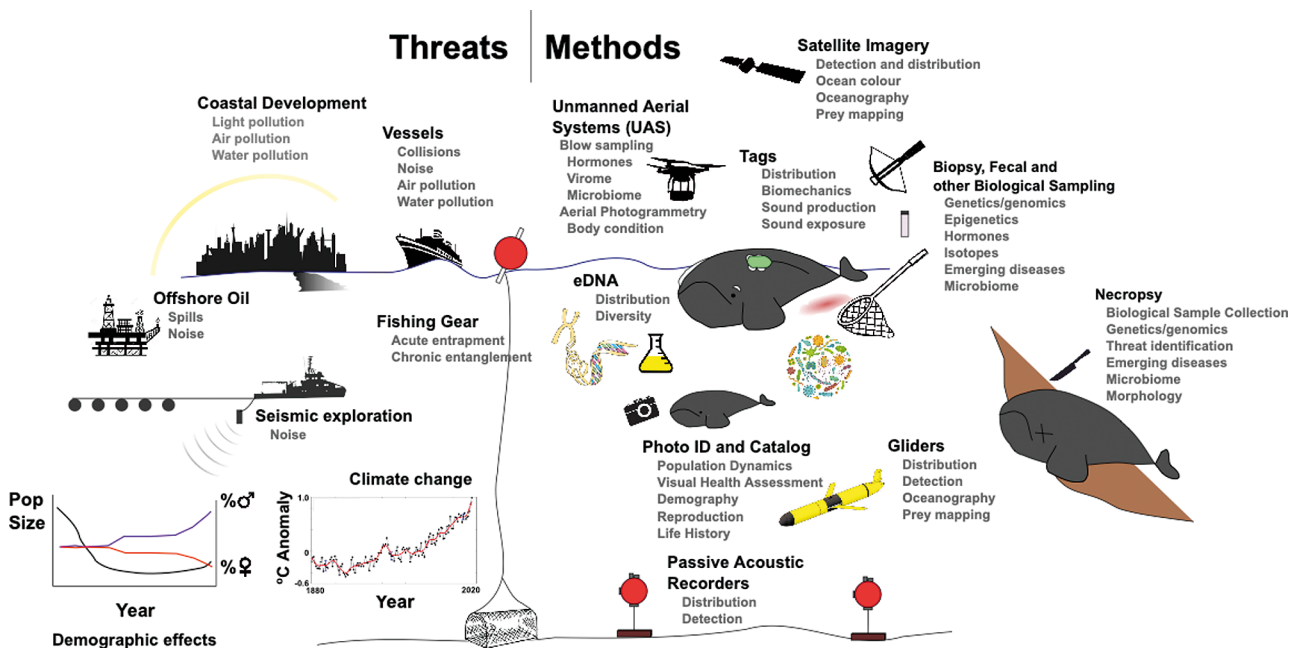 Threats
Methods
Coastal Development
Light pollution
Air pollution
Water pollution
Vessels
Collisions
Noise
Air pollution
Water pollution
Offshore Oil
Spills
Noise
Fishing Gear
Acute entrapment
Chronic entanglement
Seismic exploration
Noise
Pop
Size
%♂
%♀
Year
Demographic effects
Climate change
ºC Anomaly
1.0
0
-0.6
1880
2020
Year
Satellite Imagery
Detection and distribution
Ocean colour
Oceanography
Prey mapping
Unmanned Aerial
Systems (UAS)
Blow sampling
Hormones
Virome
Microbiome
Aerial Photogrammetry
Body condition
Tags
Distribution
Biomechanics
Sound production
Sound exposure
Biopsy, Fecal and
other Biological Sampling
Genetics/genomics
Epigenetics
Hormones
Isotopes
Emerging diseases
Microbiome
eDNA
Distribution
Diversity
Necropsy
Biological Sample Collection
Genetics/genomics
Threat identification
Emerging diseases
Microbiome
Morphology
Photo ID and Catalog
Population Dynamics
Visual Health Assessment
Demography
Reproduction
Life History
Gliders
Distribution
Detection
Oceanography
Prey mapping
Passive Acoustic
Recorders
Distribution
Detection